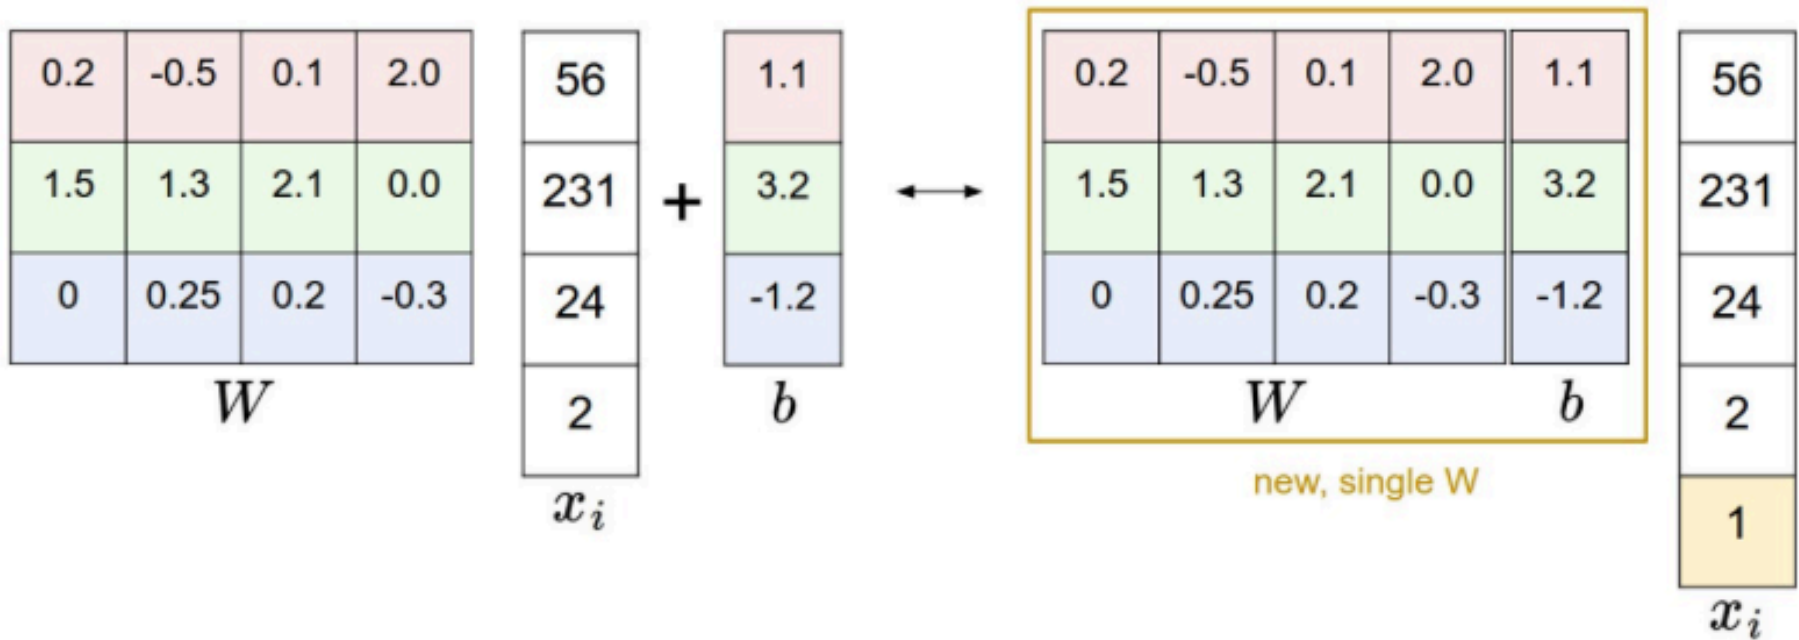 0.2 -0.5 0.1 2.0 56 1.1 0.2 -0.5 0.1 2.0 1.1 56
1.5 1.3 2.1 0.0 231 + 3.2 ↔ 1.5 1.3 2.1 0.0 3.2 231
0 0.25 0.2 -0.3 24 -1.2 0 0.25 0.2 -0.3 -1.2 24
W 2 b W b 2
new, single W
x_i 1
x_i